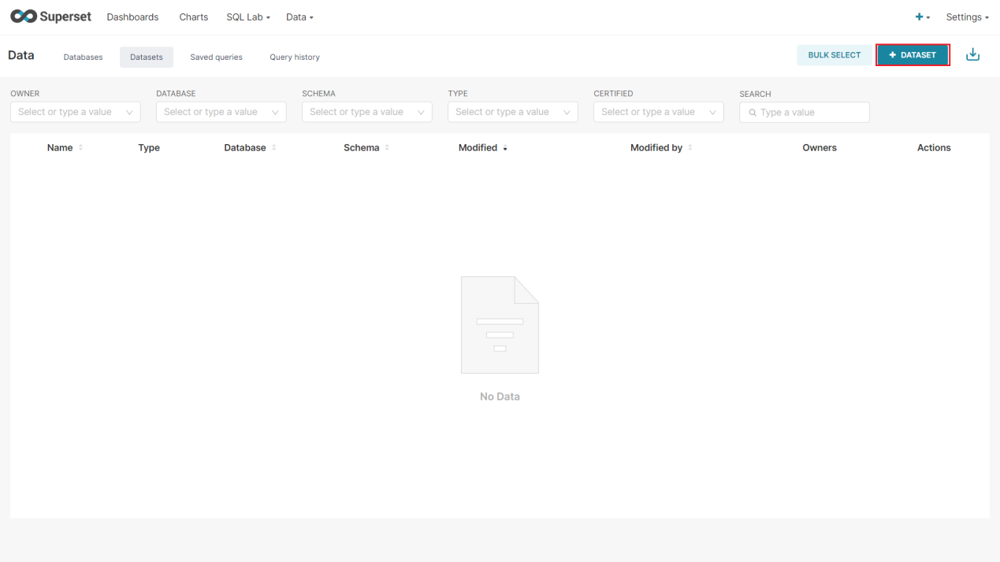 Superset Dashboards Charts SQL Lab Data Settings
Data Databases Datasets Saved queries Query history BULK SELECT + DATASET
OWNER DATABASE SCHEMA TYPE CERTIFIED SEARCH
Select or type a value Select or type a value Select or type a value Select or type a value Select or type a value Type a value
Name Type Database Schema Modified Modified by Owners Actions
No Data